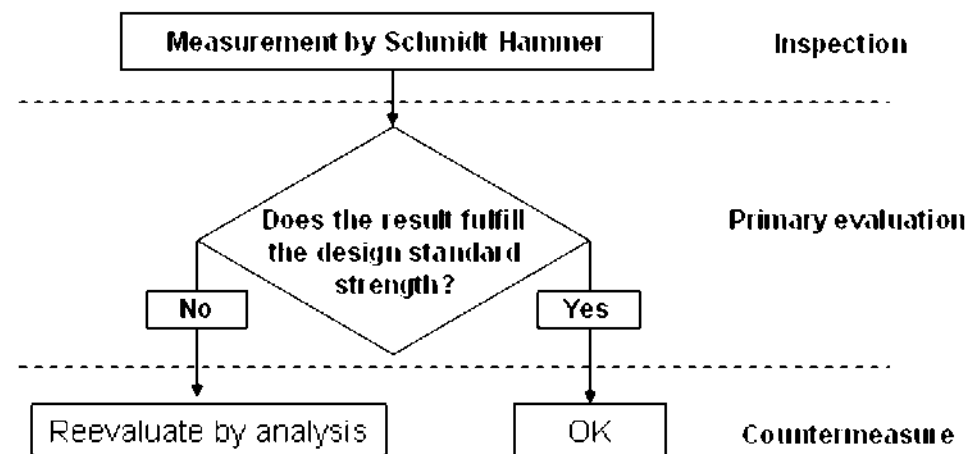 Measurement by Schmidt Hammer
Inspection
Does the result fulfill
the design standard
strength?
Primary evaluation
No
Yes
Reevaluate by analysis
OK
Countermeasure